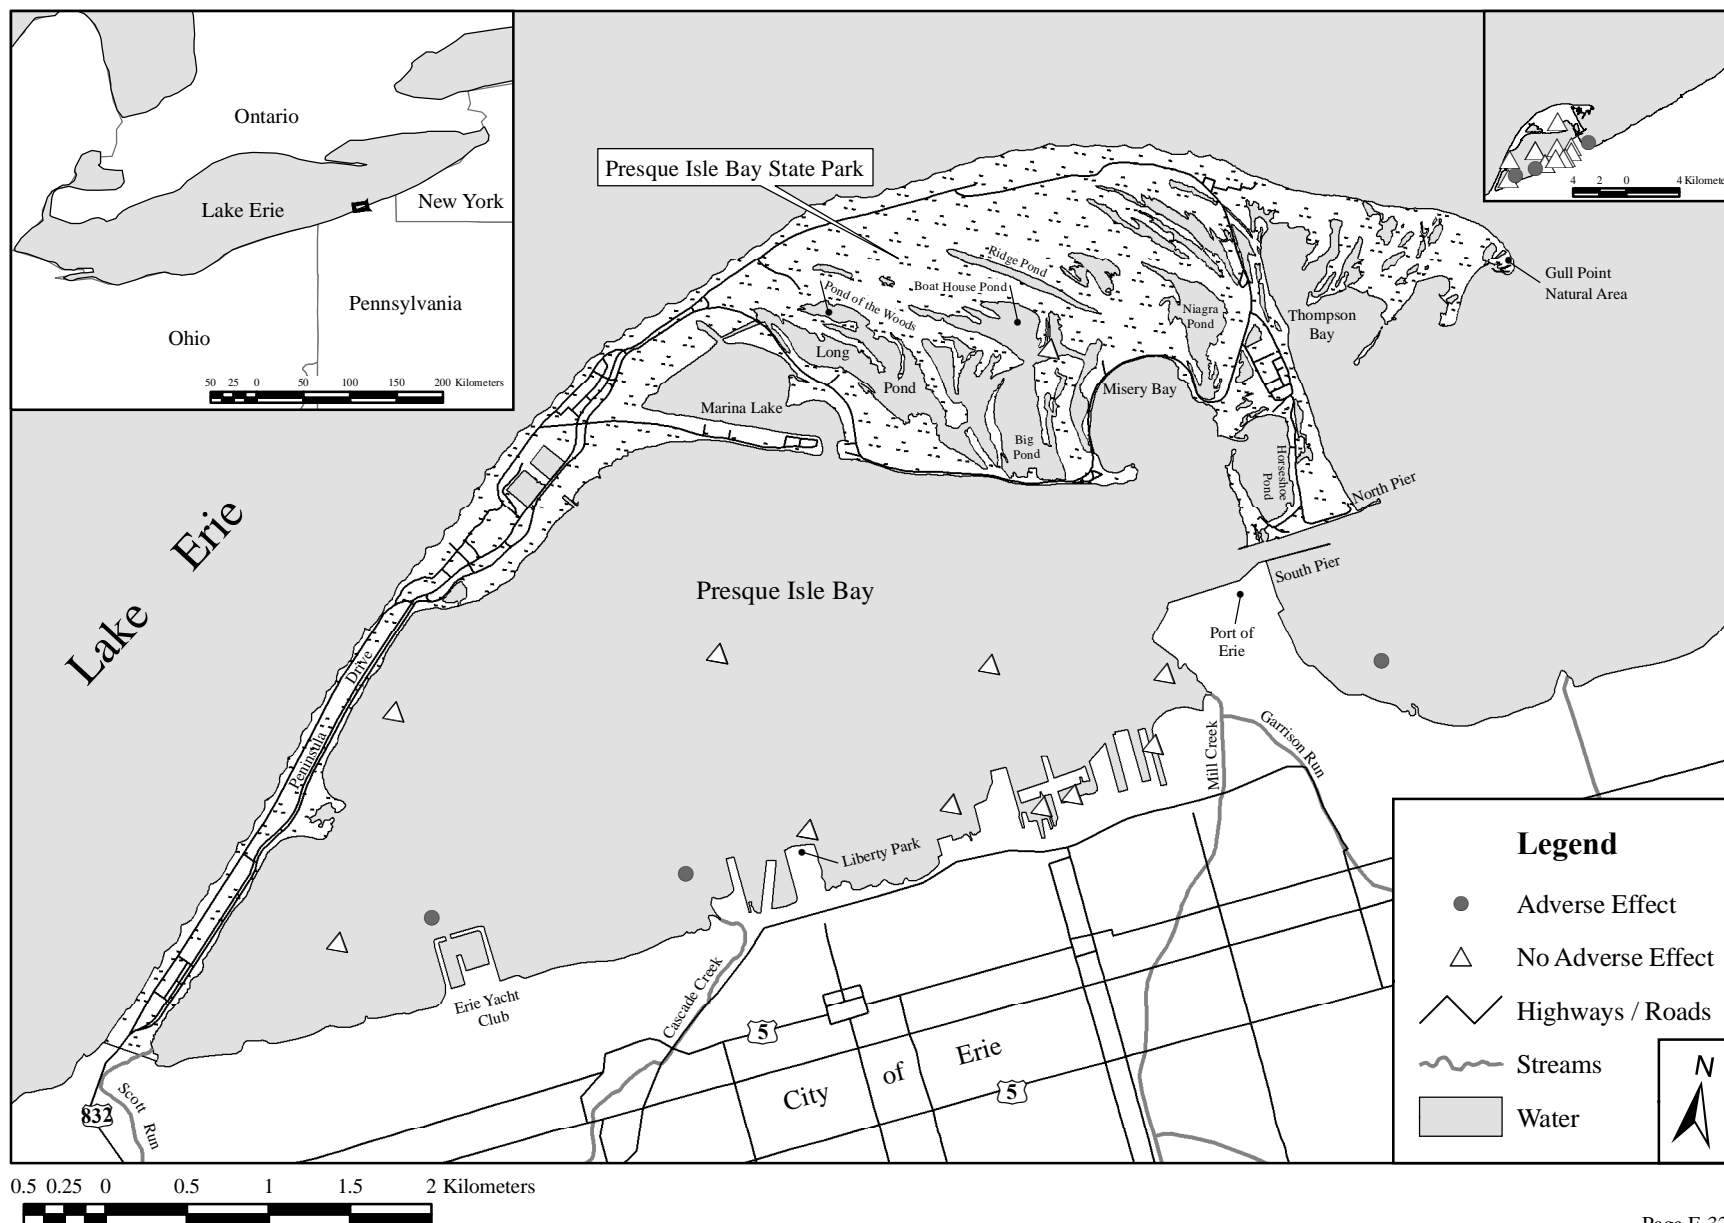 Ontario
Lake Erie
New York
Pennsylvania
Ohio
50 25 0 50 100 150 200 Kilometers
4 2 0 4 Kilomete
Presque Isle Bay State Park
Ridge Pond
Boat House Pond
Pond of the Woods
Niagra
Pond
Thompson
Bay
Gull Point
Natural Area
Long
Pond
Marina Lake
Misery Bay
Big
Pond
Horseshoe
Pond
North Pier
South Pier
Lake Erie
Presque Isle Bay
Port of
Erie
Peninsula Drive
Mill Creek
Garrison Run
Liberty Park
Erie Yacht
Club
Cascade Creek
Scott Run
832
5
5
City of Erie
Legend
Adverse Effect
No Adverse Effect
Highways / Roads
Streams
Water
N
0.5 0.25 0 0.5 1 1.5 2 Kilometers